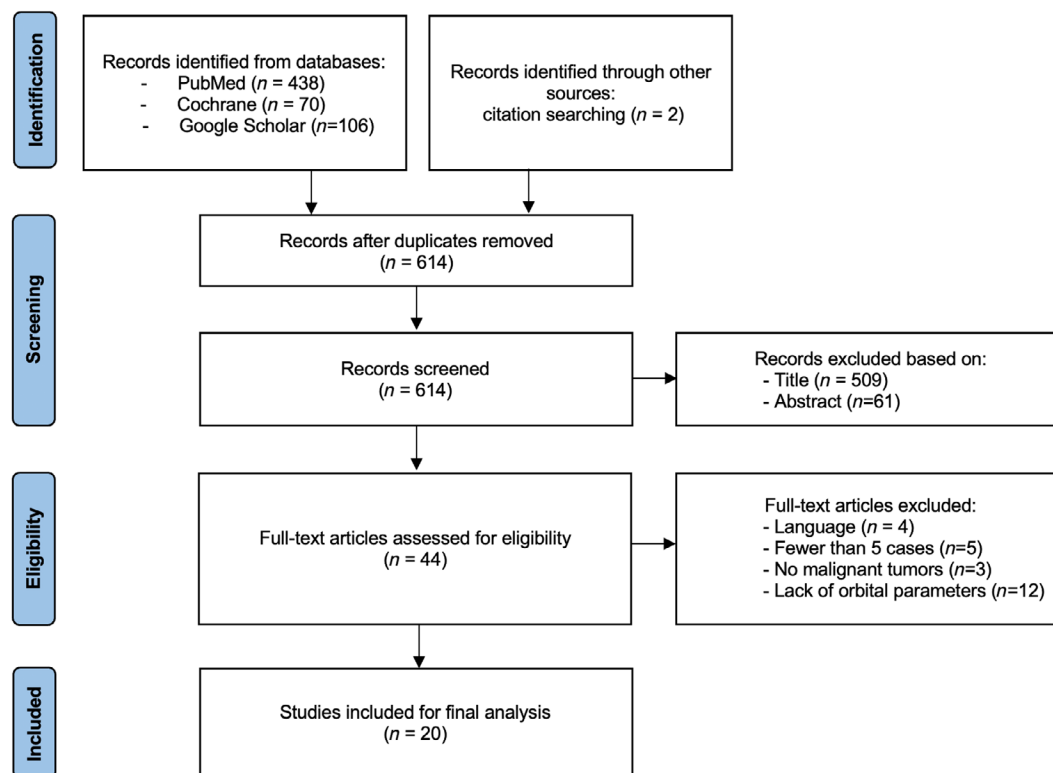 Identification
Records identified from databases:
- PubMed (n = 438)
- Cochrane (n = 70)
- Google Scholar (n=106)
Records identified through other
sources:
citation searching (n = 2)
Screening
Records after duplicates removed
(n = 614)
Records screened
(n = 614)
Records excluded based on:
- Title (n = 509)
- Abstract (n=61)
Eligibility
Full-text articles assessed for eligibility
(n = 44)
Full-text articles excluded:
- Language (n = 4)
- Fewer than 5 cases (n=5)
- No malignant tumors (n=3)
- Lack of orbital parameters (n=12)
Included
Studies included for final analysis
(n = 20)